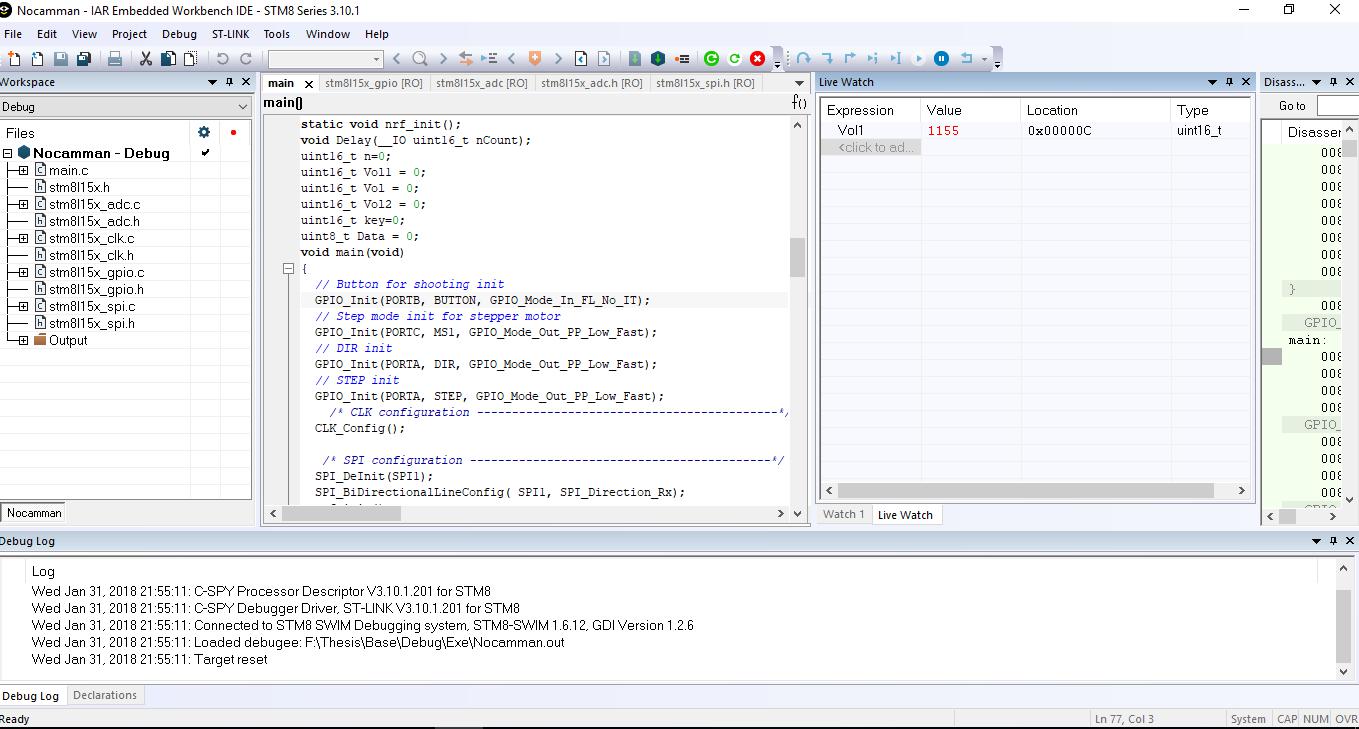 Nocamman - IAR Embedded Workbench IDE - STM8 Series 3.10.1
File Edit View Project Debug ST-LINK Tools Window Help
Workspace
Debug
Files
Nocamman - Debug
main.c
stm8l15x.h
stm8l15x_adc.c
stm8l15x_adc.h
stm8l15x_clk.c
stm8l15x_clk.h
stm8l15x_gpio.c
stm8l15x_gpio.h
stm8l15x_spi.c
stm8l15x_spi.h
Output
Nocamman
main stm8l15x_gpio [RO] stm8l15x_adc [RO] stm8l15x_adc.h [RO] stm8l15x_spi.h [RO]
main() f()
static void nrf_init();
void Delay(__IO uint16_t nCount);
uint16_t n=0;
uint16_t Vol1 = 0;
uint16_t Vol = 0;
uint16_t Vol2 = 0;
uint16_t key=0;
uint8_t Data = 0;
void main(void)
{
// Button for shooting init
GPIO_Init(PORTB, BUTTON, GPIO_Mode_In_FL_No_IT);
// Step mode init for stepper motor
GPIO_Init(PORTC, MS1, GPIO_Mode_Out_PP_Low_Fast);
// DIR init
GPIO_Init(PORTA, DIR, GPIO_Mode_Out_PP_Low_Fast);
// STEP init
GPIO_Init(PORTA, STEP, GPIO_Mode_Out_PP_Low_Fast);
/* CLK configuration -------------------------------------------*/
CLK_Config();
/* SPI configuration -------------------------------------------*/
SPI_DeInit(SPI1);
SPI_BiDirectionalLineConfig( SPI1, SPI_Direction_Rx);
Live Watch
Expression Value Location Type
Vol1 1155 0x00000C uint16_t
<click to ad...
Watch 1 Live Watch
Disass...
Go to
Disasser
008
008
008
008
008
008
008
008
}
008
GPIO_
main:
008
008
008
008
GPIO_
008
008
008
008
Debug Log
Log
Wed Jan 31, 2018 21:55:11: C-SPY Processor Descriptor V3.10.1.201 for STM8
Wed Jan 31, 2018 21:55:11: C-SPY Debugger Driver, ST-LINK V3.10.1.201 for STM8
Wed Jan 31, 2018 21:55:11: Connected to STM8 SWIM Debugging system, STM8-SWIM 1.6.12, GDI Version 1.2.6
Wed Jan 31, 2018 21:55:11: Loaded debugee: F:\Thesis\Base\Debug\Exe\Nocamman.out
Wed Jan 31, 2018 21:55:11: Target reset
Debug Log Declarations
Ready Ln 77, Col 3 System CAP NUM OVR